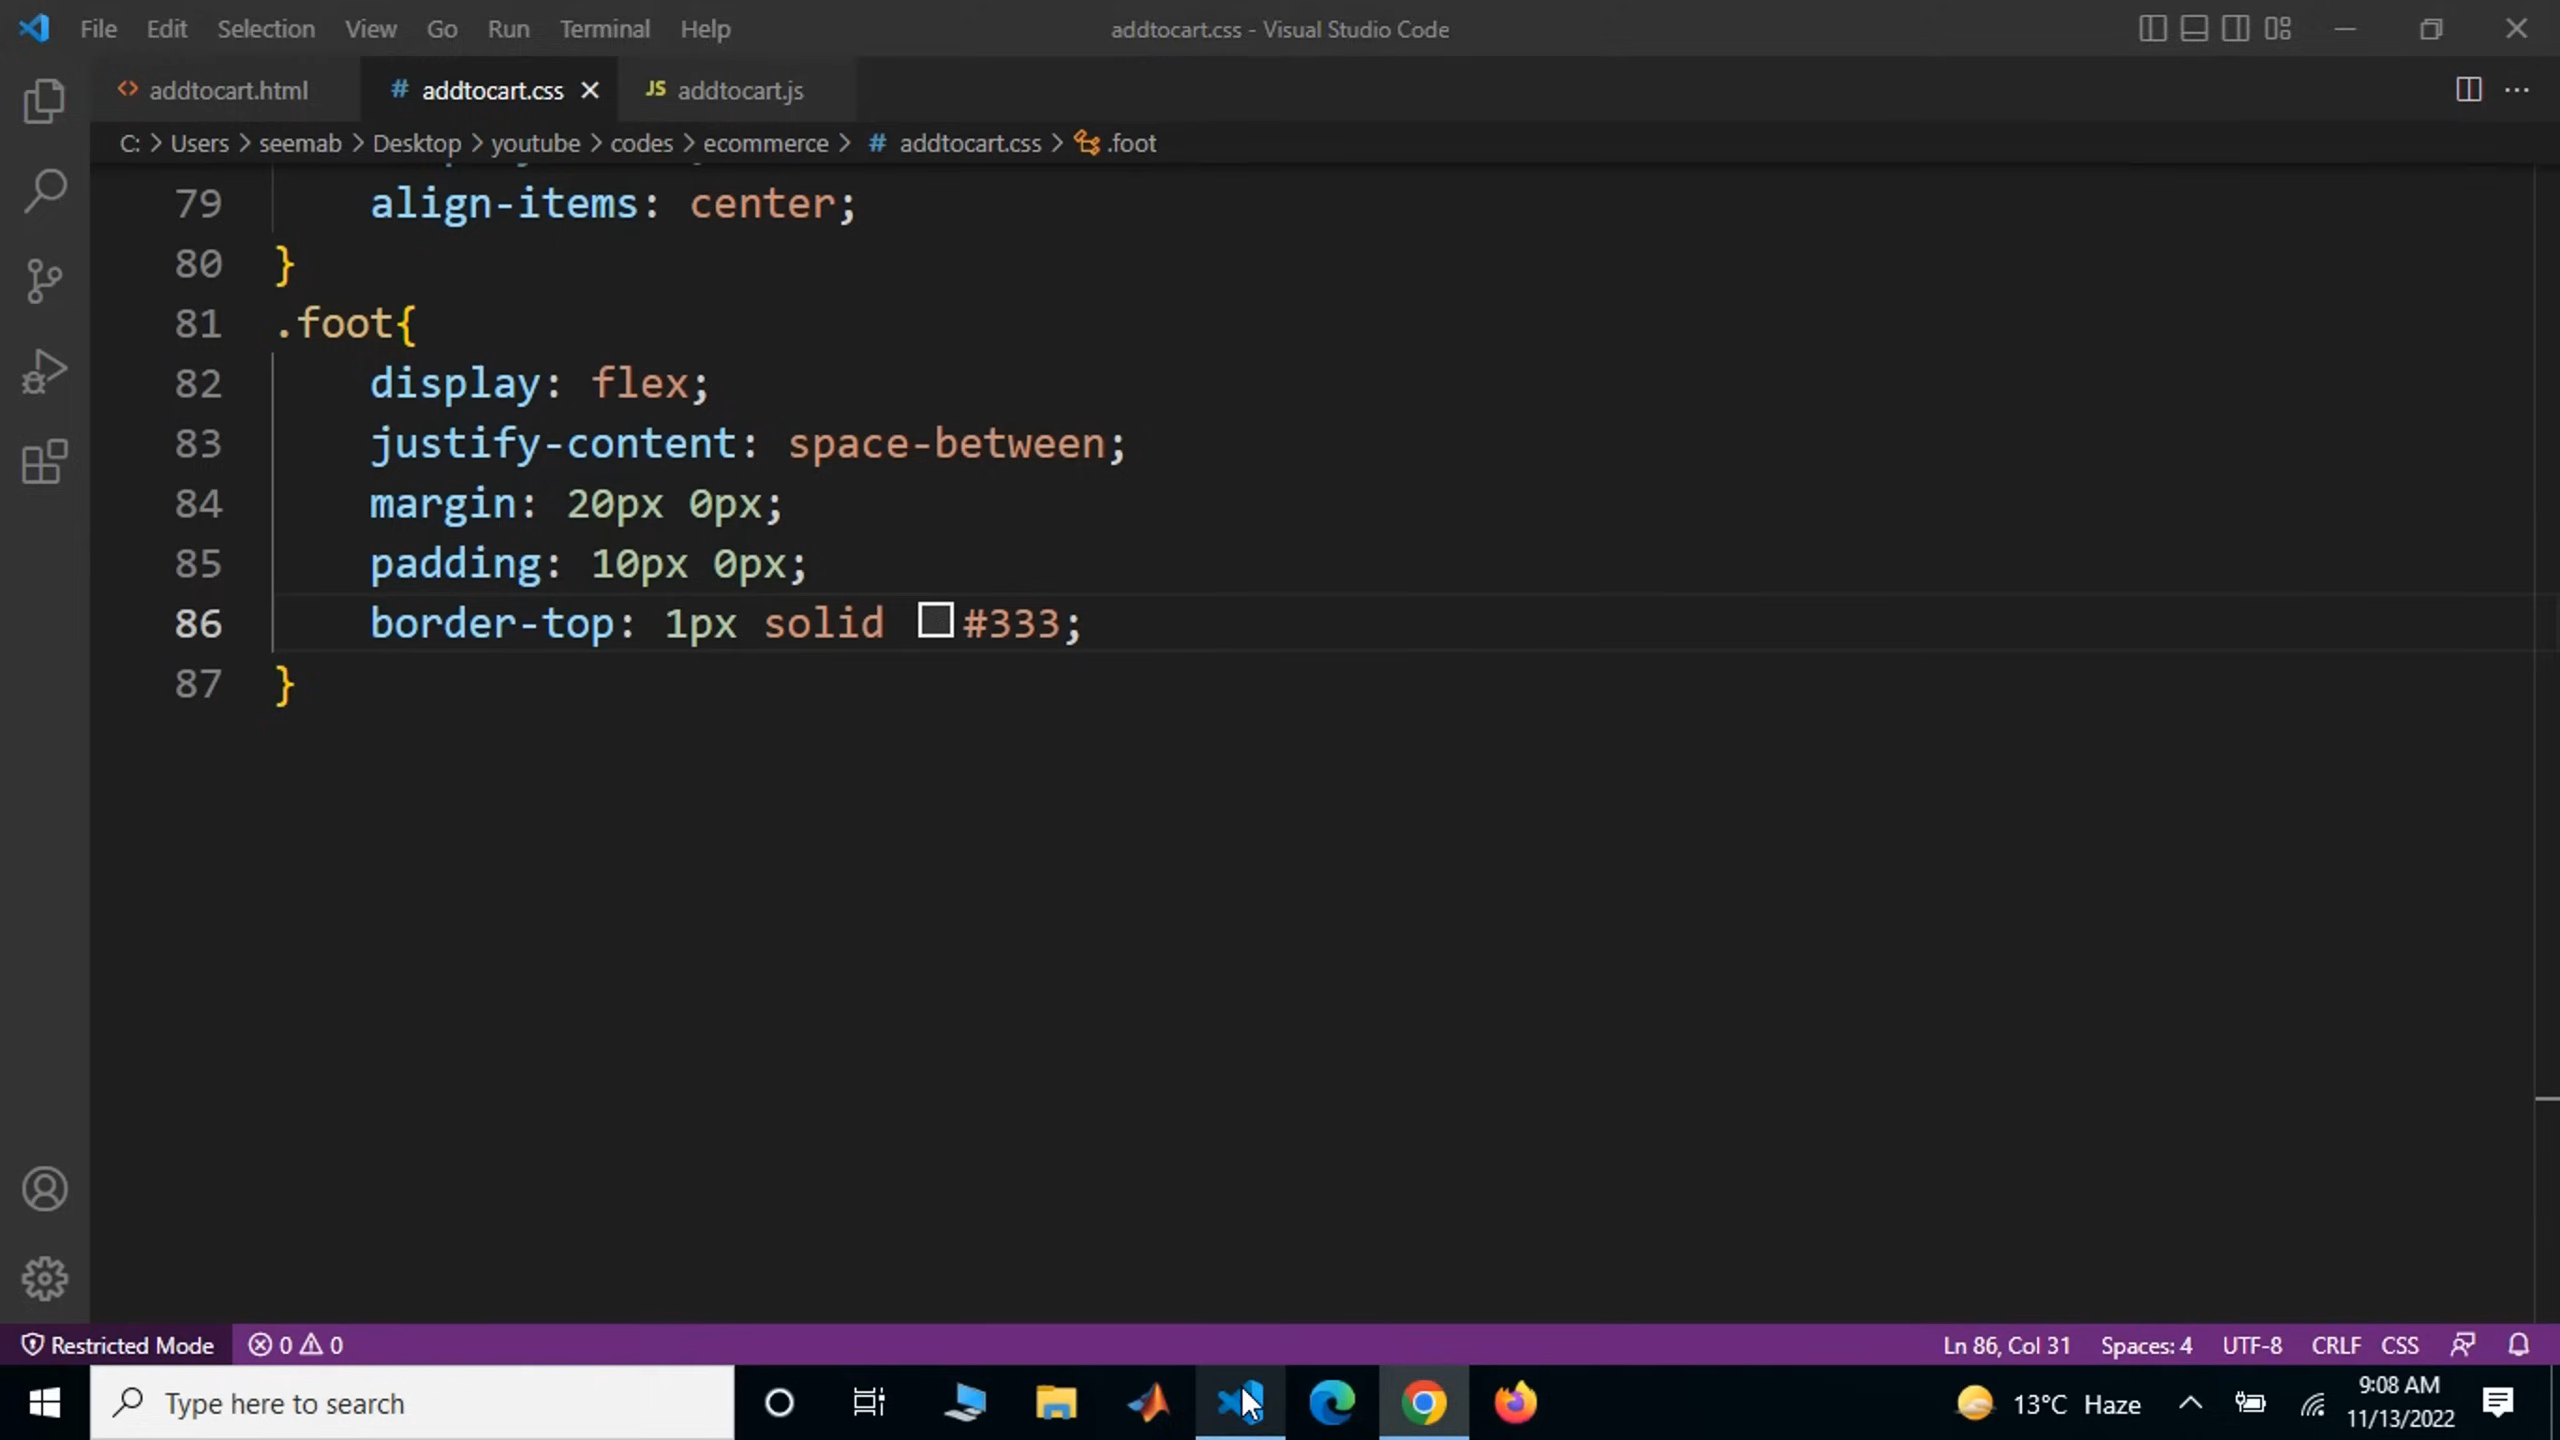 File Edit Selection View Go Run Terminal Help addtocart.css - Visual Studio Code
addtocart.html # addtocart.css JS addtocart.js
C: > Users > seemab > Desktop > youtube > codes > ecommerce > # addtocart.css > .foot
79 align-items: center;
80 }
81 .foot{
82 display: flex;
83 justify-content: space-between;
84 margin: 20px 0px;
85 padding: 10px 0px;
86 border-top: 1px solid #333;
87 }
Restricted Mode 0 0 Ln 86, Col 31 Spaces: 4 UTF-8 CRLF CSS
Type here to search 13°C Haze 9:08 AM
11/13/2022